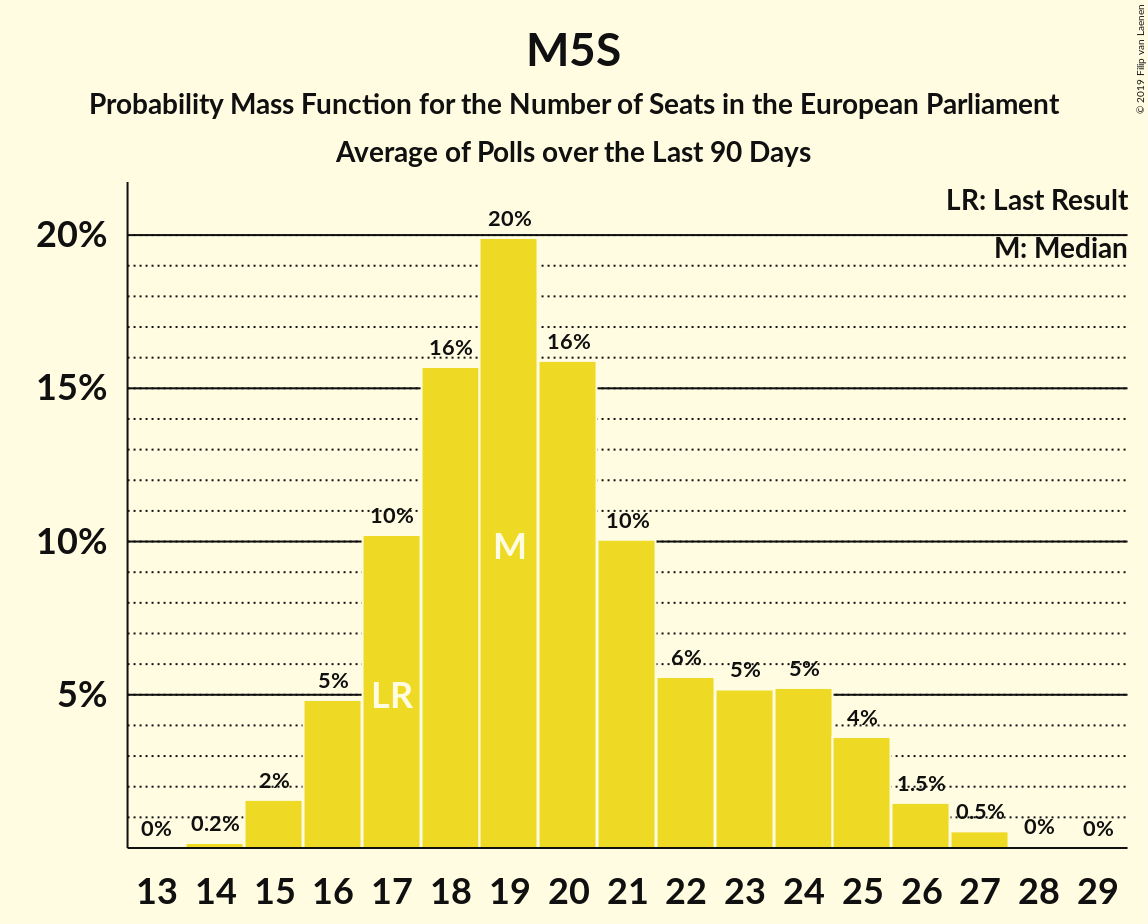 M5S
Probability Mass Function for the Number of Seats in the European Parliament
Average of Polls over the Last 90 Days
© 2019 Filip van Laenen
LR: Last Result
M: Median
20%
15%
10%
5%
0%
0.2%
2%
5%
10%
16%
20%
16%
10%
6%
5%
5%
4%
1.5%
0.5%
0%
0%
LR
M
13 14 15 16 17 18 19 20 21 22 23 24 25 26 27 28 29